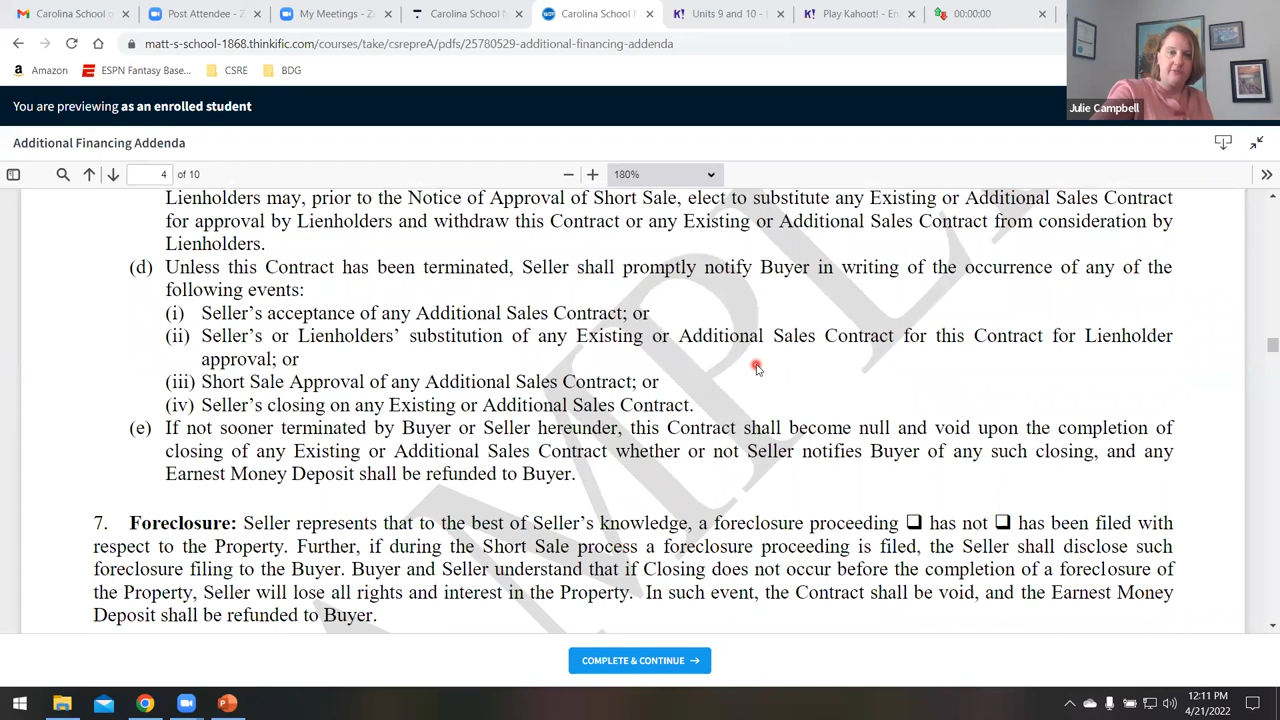 Carolina School o
Post Attendee - Z
My Meetings - Z
Carolina School N
Carolina School N
Units 9 and 10 - K
Play Kahoot! - En
00:00:00
matt-s-school-1868.thinkific.com/courses/take/csreprepA/pdfs/25780529-additional-financing-addenda
Amazon
ESPN Fantasy Base...
CSRE
BDG
Julie Campbell
You are previewing as an enrolled student
Additional Financing Addenda
4 of 10
180%
Lienholders may, prior to the Notice of Approval of Short Sale, elect to substitute any Existing or Additional Sales Contract
for approval by Lienholders and withdraw this Contract or any Existing or Additional Sales Contract from consideration by
Lienholders.
(d) Unless this Contract has been terminated, Seller shall promptly notify Buyer in writing of the occurrence of any of the
following events:
(i) Seller's acceptance of any Additional Sales Contract; or
(ii) Seller's or Lienholders' substitution of any Existing or Additional Sales Contract for this Contract for Lienholder
approval; or
(iii) Short Sale Approval of any Additional Sales Contract; or
(iv) Seller's closing on any Existing or Additional Sales Contract.
(e) If not sooner terminated by Buyer or Seller hereunder, this Contract shall become null and void upon the completion of
closing of any Existing or Additional Sales Contract whether or not Seller notifies Buyer of any such closing, and any
Earnest Money Deposit shall be refunded to Buyer.
7. Foreclosure: Seller represents that to the best of Seller's knowledge, a foreclosure proceeding ❑ has not ❑ has been filed with
respect to the Property. Further, if during the Short Sale process a foreclosure proceeding is filed, the Seller shall disclose such
foreclosure filing to the Buyer. Buyer and Seller understand that if Closing does not occur before the completion of a foreclosure of
the Property, Seller will lose all rights and interest in the Property. In such event, the Contract shall be void, and the Earnest Money
Deposit shall be refunded to Buyer.
COMPLETE & CONTINUE →
12:11 PM
4/21/2022